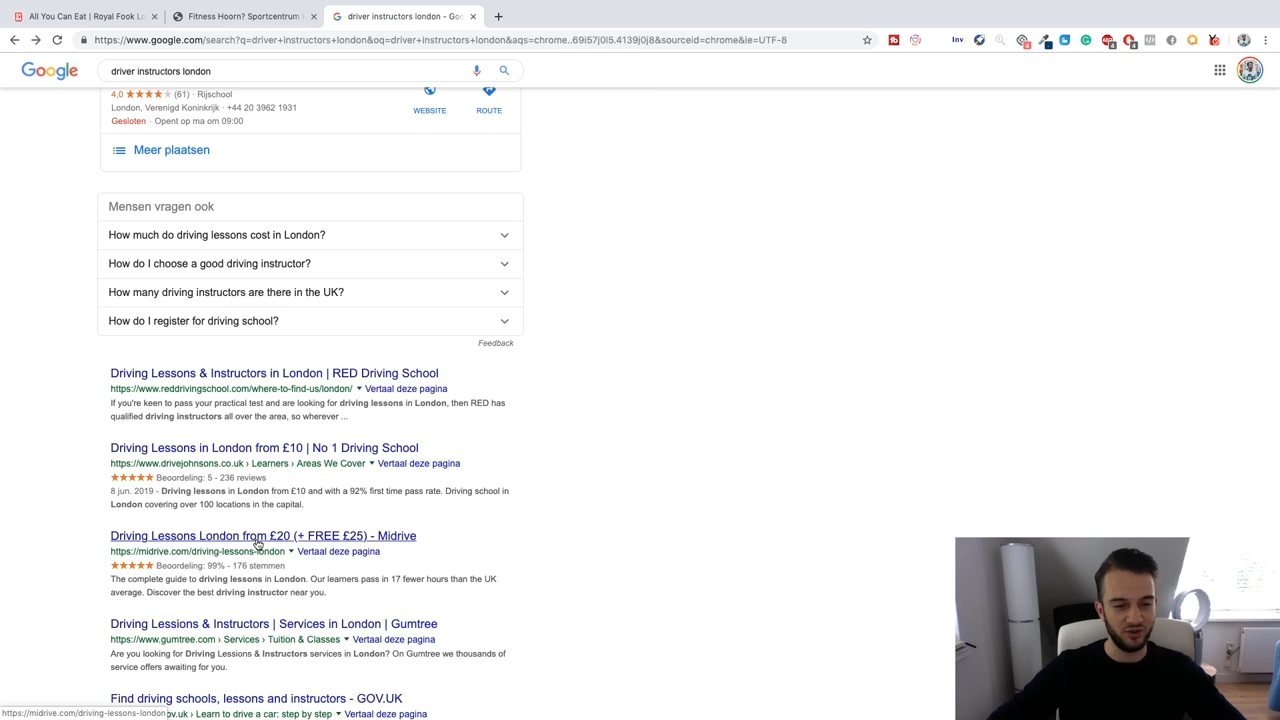 All You Can Eat | Royal Fook Lo
Fitness Hoorn? Sportcentrum
driver instructors london - Goo
https://www.google.com/search?q=driver+instructors+london&oq=driver+instructors+london&aqs=chrome..69i57j0l5.4139j0j8&sourceid=chrome&ie=UTF-8
Inv
Google
driver instructors london
4,0 (61) · Rijschool
London, Verenigd Koninkrijk · +44 20 3962 1931
Gesloten · Opent op ma om 09:00
WEBSITE
ROUTE
Meer plaatsen
Mensen vragen ook
How much do driving lessons cost in London?
How do I choose a good driving instructor?
How many driving instructors are there in the UK?
How do I register for driving school?
Feedback
Driving Lessons & Instructors in London | RED Driving School
https://www.reddrivingschool.com/where-to-find-us/london/ Vertaal deze pagina
If you're keen to pass your practical test and are looking for driving lessons in London, then RED has
qualified driving instructors all over the area, so wherever ...
Driving Lessons in London from £10 | No 1 Driving School
https://www.drivejohnsons.co.uk › Learners › Areas We Cover Vertaal deze pagina
Beoordeling: 5 - 236 reviews
8 jun. 2019 - Driving lessons in London from £10 and with a 92% first time pass rate. Driving school in
London covering over 100 locations in the capital.
Driving Lessons London from £20 (+ FREE £25) - Midrive
https://midrive.com/driving-lessons-london Vertaal deze pagina
Beoordeling: 99% - 176 stemmen
The complete guide to driving lessons in London. Our learners pass in 17 fewer hours than the UK
average. Discover the best driving instructor near you.
Driving Lessions & Instructors | Services in London | Gumtree
https://www.gumtree.com › Services › Tuition & Classes Vertaal deze pagina
Are you looking for Driving Lessions & Instructors services in London? On Gumtree we thousands of
service offers awaiting for you.
Find driving schools, lessons and instructors - GOV.UK
https://midrive.com/driving-lessons-london
ov.uk › Learn to drive a car: step by step Vertaal deze pagina